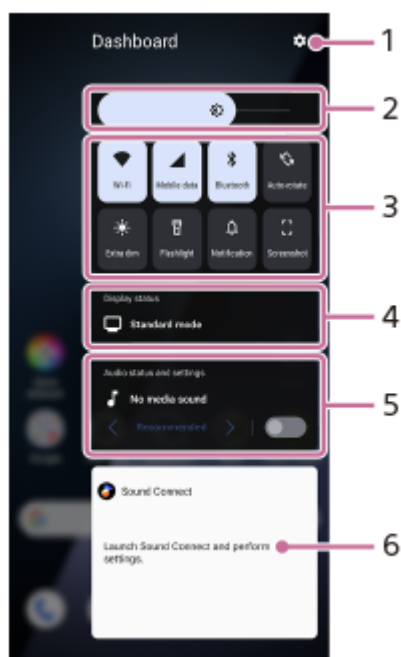 Dashboard
1
2
Wi-Fi Mobile data Bluetooth Auto-rotate
3
Extra dim Flashlight Notification Screenshot
Display status
Standard mode
4
Audio status and settings
No media sound
5
Recommended
Sound Connect
Launch Sound Connect and perform
settings.
6